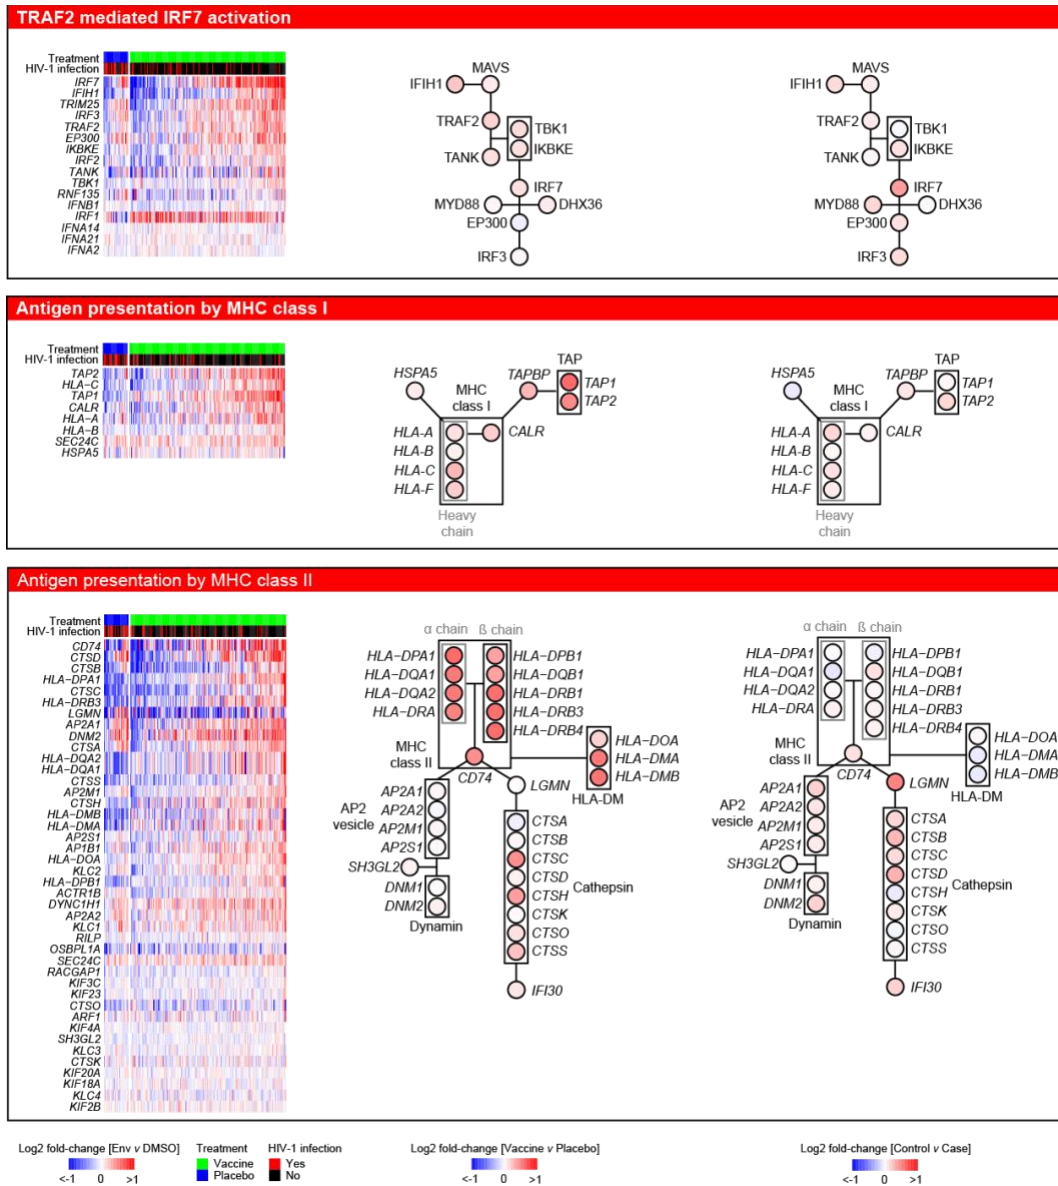 TRAF2 mediated IRF7 activation
Treatment
HIV-1 infection
IRF7
IFIH1
TRIM25
IRF3
TRAF2
EP300
IKBKE
IRF2
TANK
TBK1
RNF135
IFNB1
IRF1
IFNA14
IFNA21
IFNA2
MAVS
IFIH1
TRAF2
TBK1
IKBKE
TANK
IRF7
MYD88
DHX36
EP300
IRF3
MAVS
IFIH1
TRAF2
TBK1
IKBKE
TANK
IRF7
MYD88
DHX36
EP300
IRF3
Antigen presentation by MHC class I
Treatment
HIV-1 infection
TAP2
HLA-C
TAP1
CALR
HLA-A
HLA-B
SEC24C
HSPA5
HSPA5
MHC
class I
TAPBP
TAP
TAP1
TAP2
HLA-A
CALR
HLA-B
HLA-C
HLA-F
Heavy
chain
HSPA5
MHC
class I
TAPBP
TAP
TAP1
TAP2
HLA-A
CALR
HLA-B
HLA-C
HLA-F
Heavy
chain
Antigen presentation by MHC class II
Treatment
HIV-1 infection
CD74
CTSD
CTSB
HLA-DPA1
CTSC
HLA-DRB3
LGMN
AP2A1
DNM2
CTSA
HLA-DQA2
HLA-DQA1
CTSS
AP2M1
CTSH
HLA-DMB
HLA-DMA
AP2S1
AP1B1
HLA-DOA
KLC2
HLA-DPB1
ACTR1B
DYNC1H1
AP2A2
KLC1
RILP
OSBPL1A
SEC24C
RACGAP1
KIF3C
KIF23
CTSO
ARF1
KIF4A
SH3GL2
KLC3
CTSK
KIF20A
KIF18A
KLC4
KIF2B
α chain ß chain
HLA-DPA1 HLA-DPB1
HLA-DQA1 HLA-DQB1
HLA-DQA2 HLA-DRB1
HLA-DRA HLA-DRB3
HLA-DRB4
MHC
class II
CD74
HLA-DOA
HLA-DMA
HLA-DMB
HLA-DM
LGMN
AP2
vesicle
AP2A1
AP2A2
AP2M1
AP2S1
SH3GL2
DNM1
DNM2
Dynamin
CTSA
CTSB
CTSC
CTSD
CTSH
CTSK
CTSO
CTSS
Cathepsin
IFI30
α chain ß chain
HLA-DPA1 HLA-DPB1
HLA-DQA1 HLA-DQB1
HLA-DQA2 HLA-DRB1
HLA-DRA HLA-DRB3
HLA-DRB4
MHC
class II
CD74
HLA-DOA
HLA-DMA
HLA-DMB
HLA-DM
LGMN
AP2
vesicle
AP2A1
AP2A2
AP2M1
AP2S1
SH3GL2
DNM1
DNM2
Dynamin
CTSA
CTSB
CTSC
CTSD
CTSH
CTSK
CTSO
CTSS
Cathepsin
IFI30
Log2 fold-change [Env v DMSO]
<-1 0 >1
Treatment
Vaccine
Placebo
HIV-1 infection
Yes
No
Log2 fold-change [Vaccine v Placebo]
<-1 0 >1
Log2 fold-change [Control v Case]
<-1 0 >1